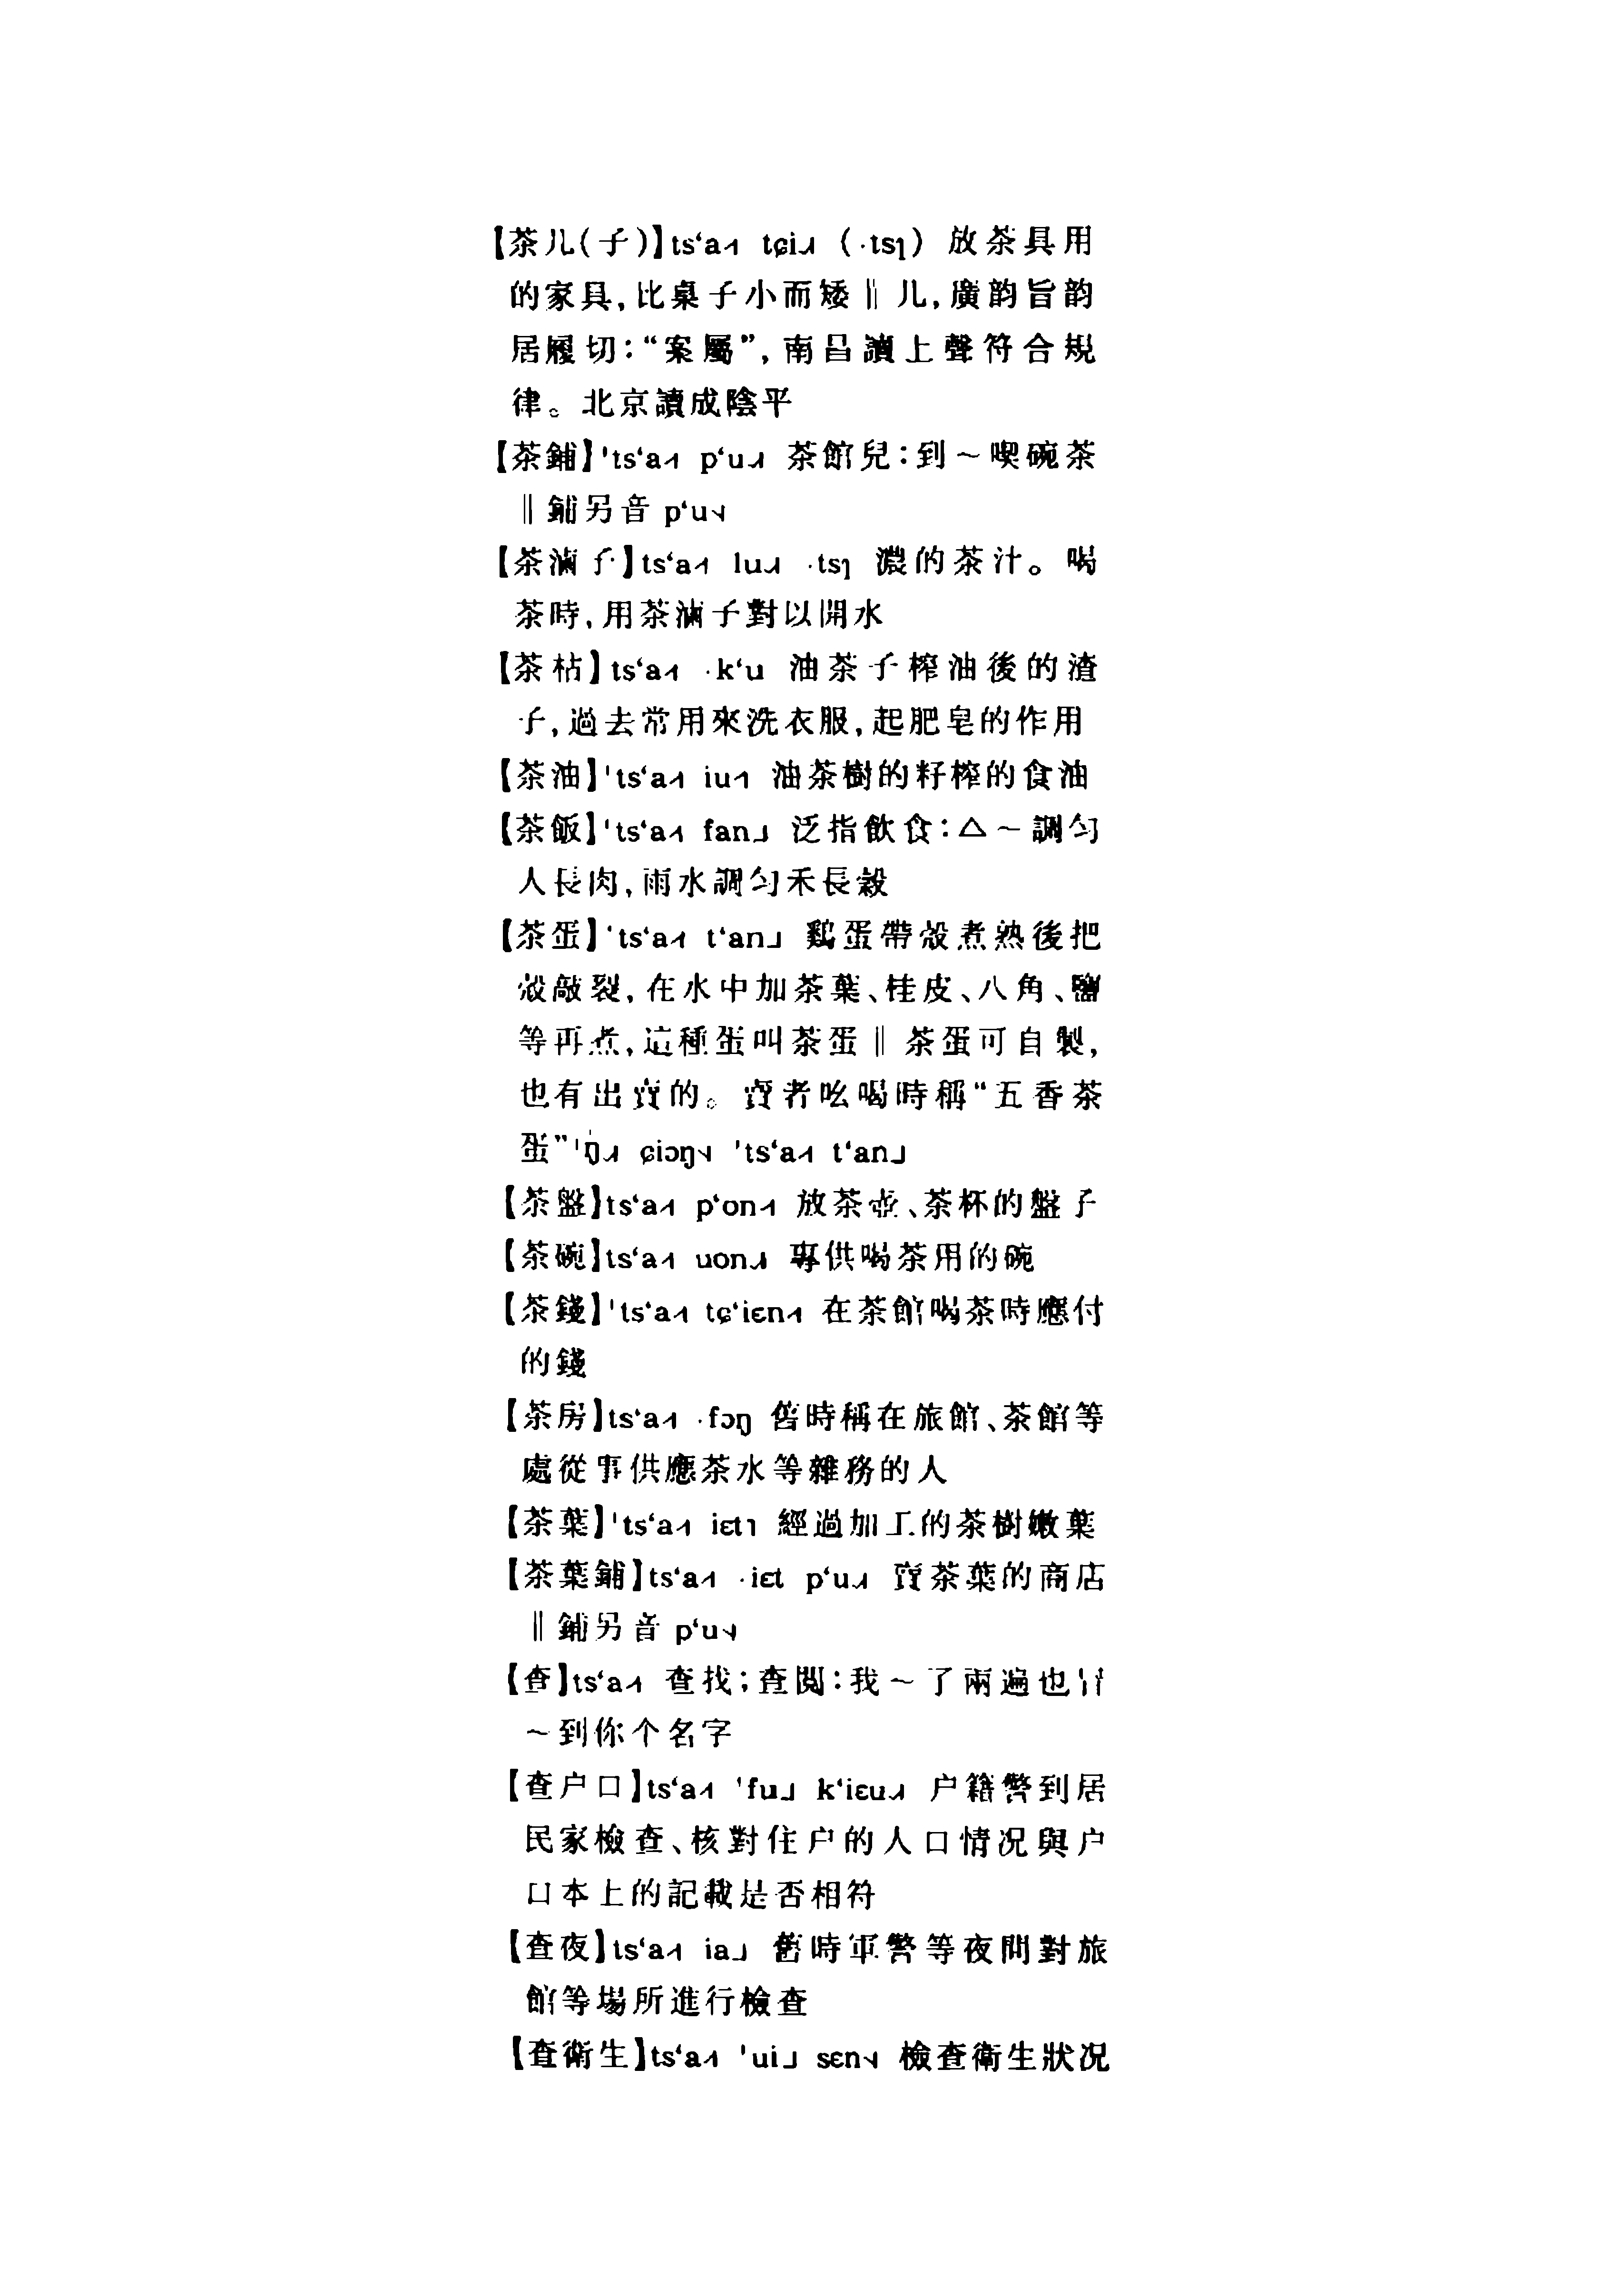 【茶几(子)】ts‘a˨˦ tɕi˨˩˧ (·tsɿ) 放茶具用
的家具,比桌子小而矮‖几,廣韵旨韵
居履切:“案屬”,南昌讀上聲符合規
律。北京讀成陰平
【茶鋪】'ts‘a˨˦ p‘u˨˩˧ 茶館兒:到～喫碗茶
‖鋪另音 p‘u˦˨
【茶滷子】ts‘a˨˦ lu˨˩˧ ·tsɿ 濃的茶汁。喝
茶時,用茶滷子對以開水
【茶枯】ts‘a˨˦ ·k‘u 油茶子榨油後的渣
子,過去常用來洗衣服,起肥皂的作用
【茶油】'ts‘a˨˦ iu˨˦ 油茶樹的籽榨的食油
【茶飯】'ts‘a˨˦ fan˩ 泛指飲食:△～調勻
人長肉,雨水調勻禾長穀
【茶蛋】'ts‘a˨˦ t‘an˩ 鷄蛋帶殼煮熟後把
殼敲裂,在水中加茶葉、桂皮、八角、鹽
等再煮,這種蛋叫茶蛋‖茶蛋可自製,
也有出賣的。賣者吆喝時稱“五香茶
蛋”'ŋ̍˨˩˧ ɕiɔŋ˦˨ 'ts‘a˨˦ t‘an˩
【茶盤】ts‘a˨˦ p‘on˨˦ 放茶壺、茶杯的盤子
【茶碗】ts‘a˨˦ uon˨˩˧ 專供喝茶用的碗
【茶錢】'ts‘a˨˦ tɕ‘iɛn˨˦ 在茶館喝茶時應付
的錢
【茶房】ts‘a˨˦ ·fɔŋ 舊時稱在旅館、茶館等
處從事供應茶水等雜務的人
【茶葉】'ts‘a˨˦ iɛt˥ 經過加工的茶樹嫩葉
【茶葉鋪】ts‘a˨˦ ·iɛt p‘u˨˩˧ 賣茶葉的商店
‖鋪另音 p‘u˦˨
【查】ts‘a˨˦ 查找;查閱:我～了兩遍也冇
～到你个名字
【查户口】ts‘a˨˦ 'fu˩ k‘iɛu˨˩˧ 户籍警到居
民家檢查、核對住户的人口情况與户
口本上的記載是否相符
【查夜】ts‘a˨˦ ia˩ 舊時軍警等夜間對旅
館等場所進行檢查
【查衛生】ts‘a˨˦ 'ui˩ sɛn˦˨ 檢查衛生狀况